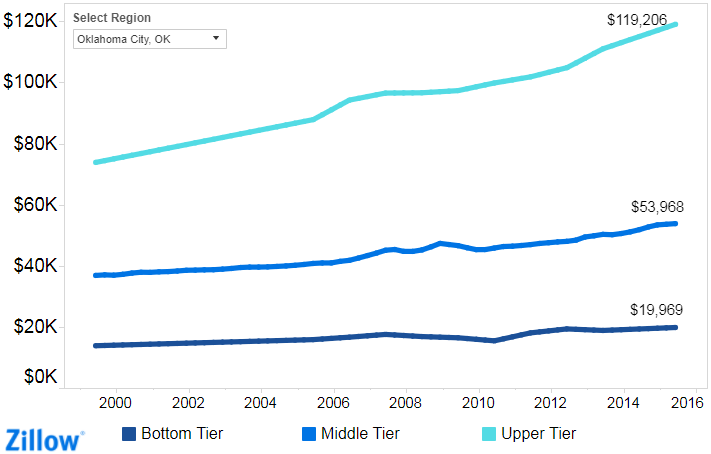 Select Region
Oklahoma City, OK
$120K
$100K
$80K
$60K
$40K
$20K
$0K
$119,206
$53,968
$19,969
2000 2002 2004 2006 2008 2010 2012 2014 2016
Zillow®
Bottom Tier Middle Tier Upper Tier